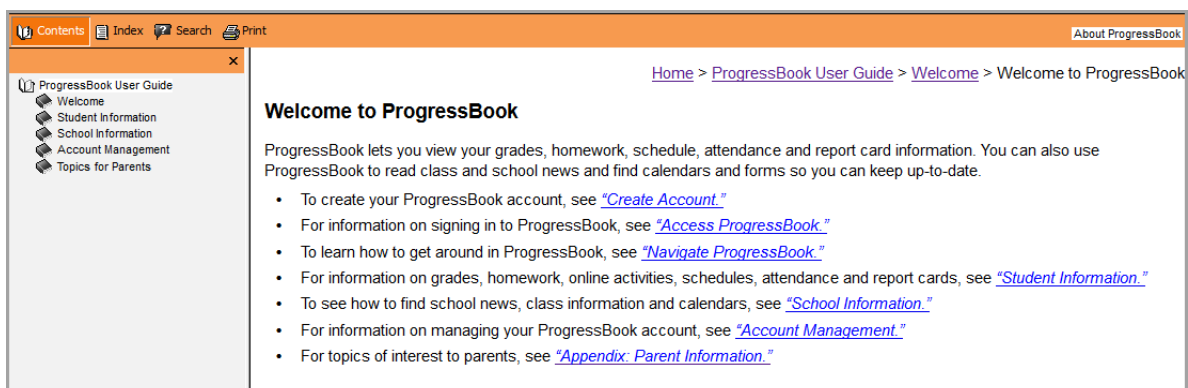 Contents Index Search Print
About ProgressBook
×
ProgressBook User Guide
Welcome
Student Information
School Information
Account Management
Topics for Parents
Home > ProgressBook User Guide > Welcome > Welcome to ProgressBook
Welcome to ProgressBook
ProgressBook lets you view your grades, homework, schedule, attendance and report card information. You can also use
ProgressBook to read class and school news and find calendars and forms so you can keep up-to-date.
• To create your ProgressBook account, see “Create Account.”
• For information on signing in to ProgressBook, see “Access ProgressBook.”
• To learn how to get around in ProgressBook, see “Navigate ProgressBook.”
• For information on grades, homework, online activities, schedules, attendance and report cards, see “Student Information.”
• To see how to find school news, class information and calendars, see “School Information.”
• For information on managing your ProgressBook account, see “Account Management.”
• For topics of interest to parents, see “Appendix: Parent Information.”